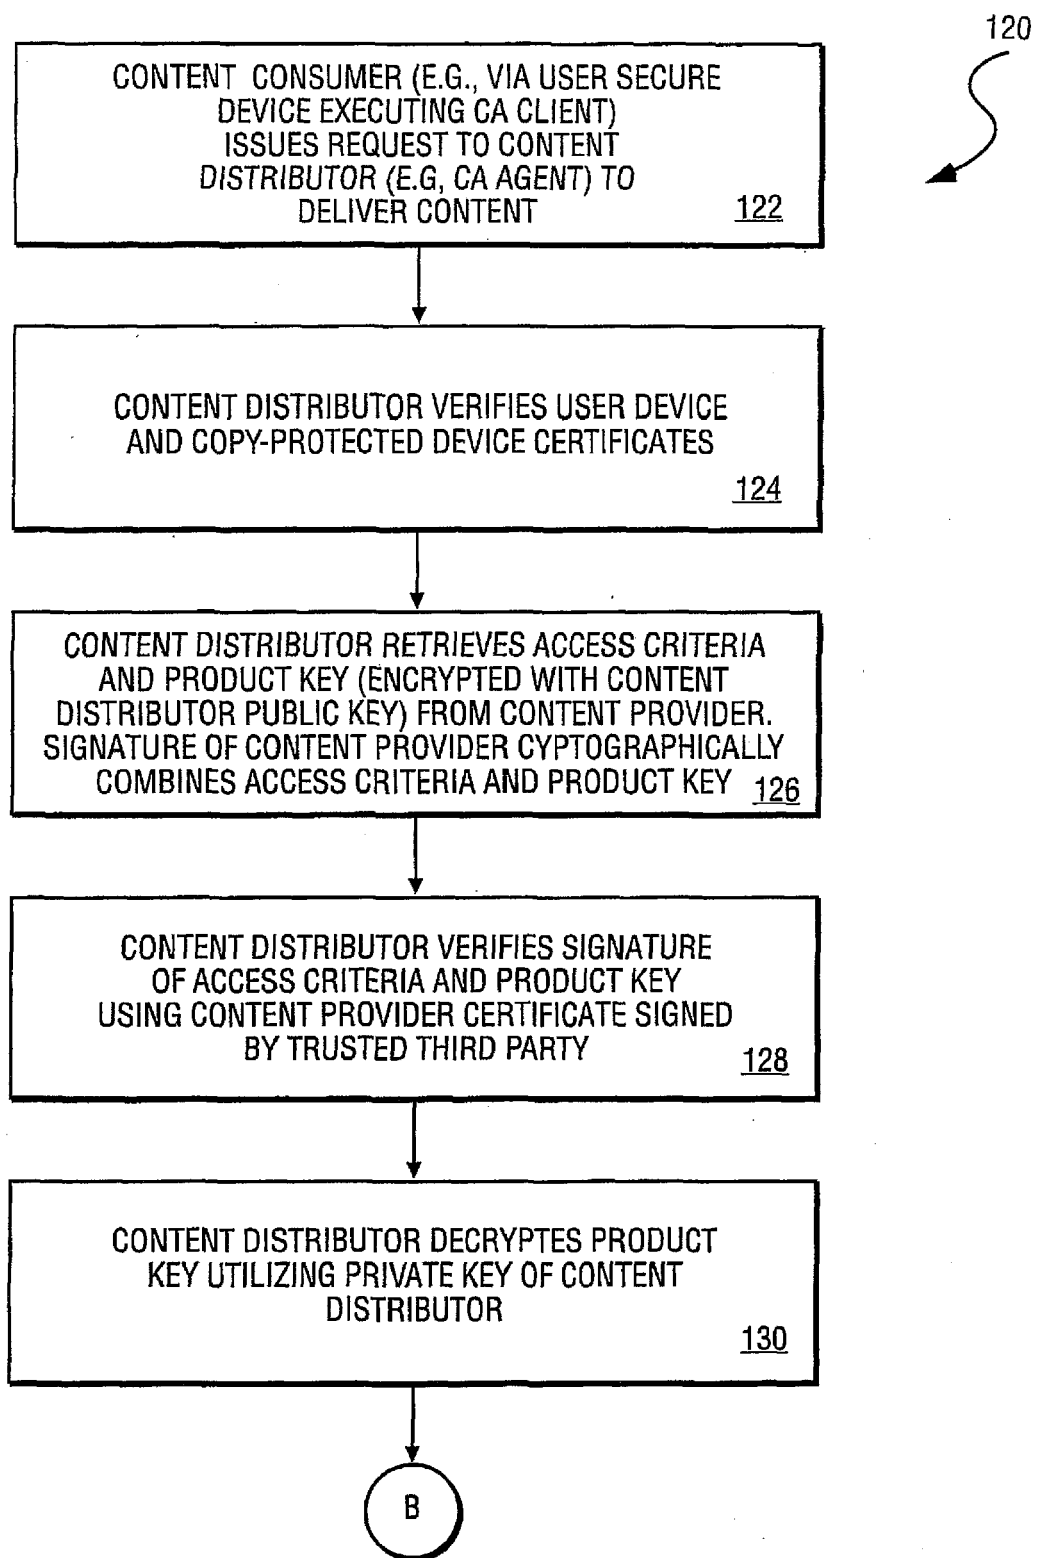 120
CONTENT CONSUMER (E.G., VIA USER SECURE
DEVICE EXECUTING CA CLIENT)
ISSUES REQUEST TO CONTENT
DISTRIBUTOR (E.G, CA AGENT) TO
DELIVER CONTENT
122
CONTENT DISTRIBUTOR VERIFIES USER DEVICE
AND COPY-PROTECTED DEVICE CERTIFICATES
124
CONTENT DISTRIBUTOR RETRIEVES ACCESS CRITERIA
AND PRODUCT KEY (ENCRYPTED WITH CONTENT
DISTRIBUTOR PUBLIC KEY) FROM CONTENT PROVIDER.
SIGNATURE OF CONTENT PROVIDER CYPTOGRAPHICALLY
COMBINES ACCESS CRITERIA AND PRODUCT KEY
126
CONTENT DISTRIBUTOR VERIFIES SIGNATURE
OF ACCESS CRITERIA AND PRODUCT KEY
USING CONTENT PROVIDER CERTIFICATE SIGNED
BY TRUSTED THIRD PARTY
128
CONTENT DISTRIBUTOR DECRYPTES PRODUCT
KEY UTILIZING PRIVATE KEY OF CONTENT
DISTRIBUTOR
130
B